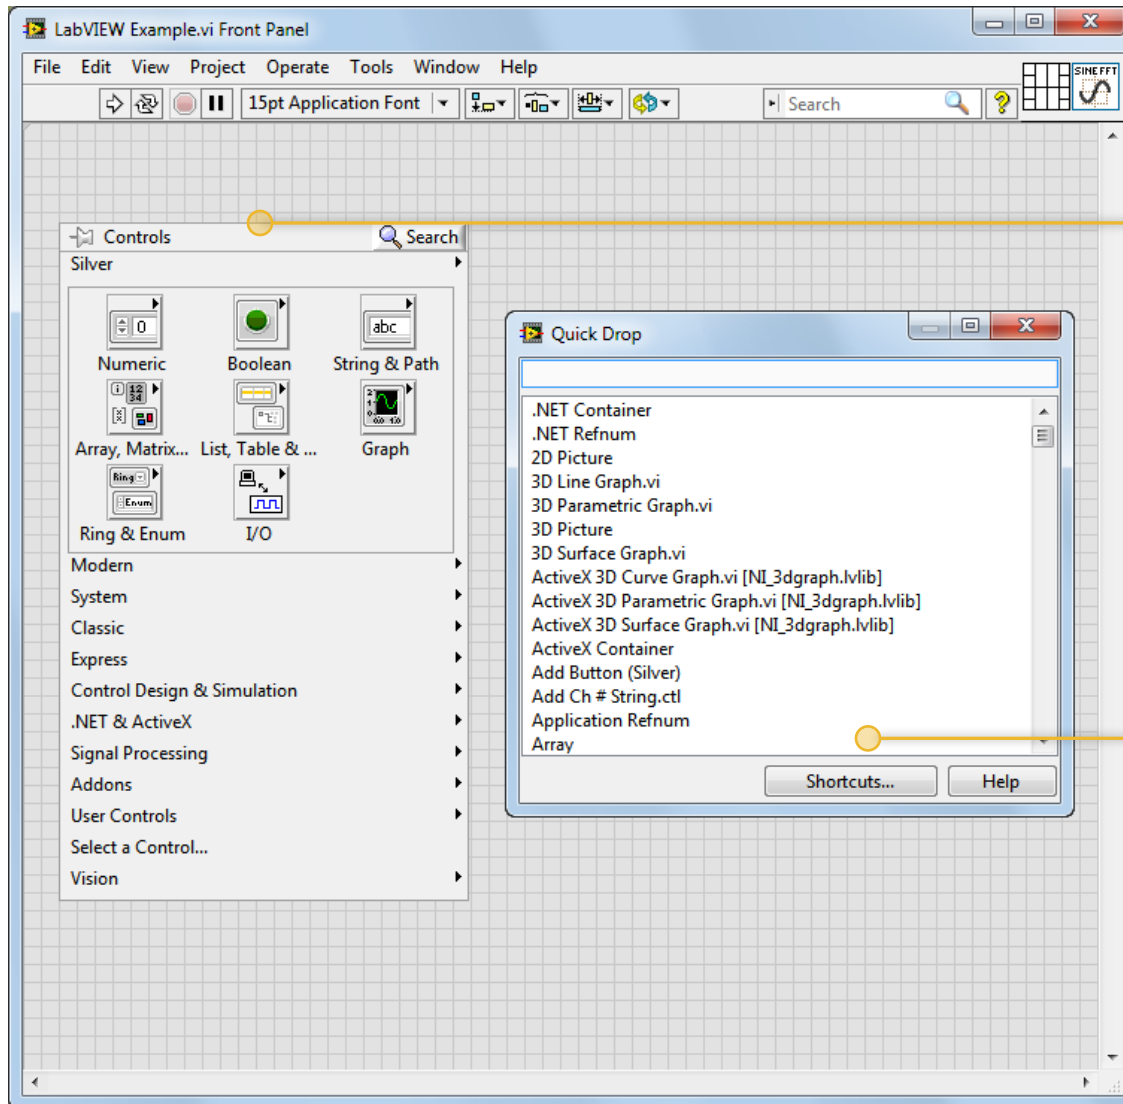 LabVIEW Example.vi Front Panel
File Edit View Project Operate Tools Window Help
15pt Application Font
Search
SINE FFT
Controls
Search
Silver
Numeric Boolean String & Path
Array, Matrix... List, Table & ... Graph
Ring & Enum I/O
Modern
System
Classic
Express
Control Design & Simulation
.NET & ActiveX
Signal Processing
Addons
User Controls
Select a Control...
Vision
Quick Drop
.NET Container
.NET Refnum
2D Picture
3D Line Graph.vi
3D Parametric Graph.vi
3D Picture
3D Surface Graph.vi
ActiveX 3D Curve Graph.vi [NI_3dgraph.lvlib]
ActiveX 3D Parametric Graph.vi [NI_3dgraph.lvlib]
ActiveX 3D Surface Graph.vi [NI_3dgraph.lvlib]
ActiveX Container
Add Button (Silver)
Add Ch # String.ctl
Application Refnum
Array
Shortcuts... Help